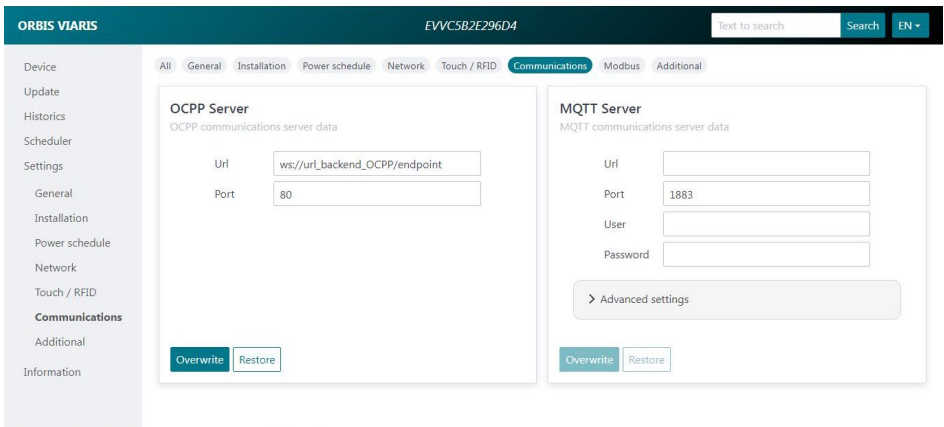 ORBIS VIARIS
EVVC5B2E296D4
Text to search
Search
EN
Device
Update
Historics
Scheduler
Settings
General
Installation
Power schedule
Network
Touch / RFID
Communications
Additional
Information
All General Installation Power schedule Network Touch / RFID Communications Modbus Additional
OCPP Server
OCPP communications server data
Url ws://url_backend_OCPP/endpoint
Port 80
Overwrite Restore
MQTT Server
MQTT communications server data
Url
Port 1883
User
Password
Advanced settings
Overwrite Restore